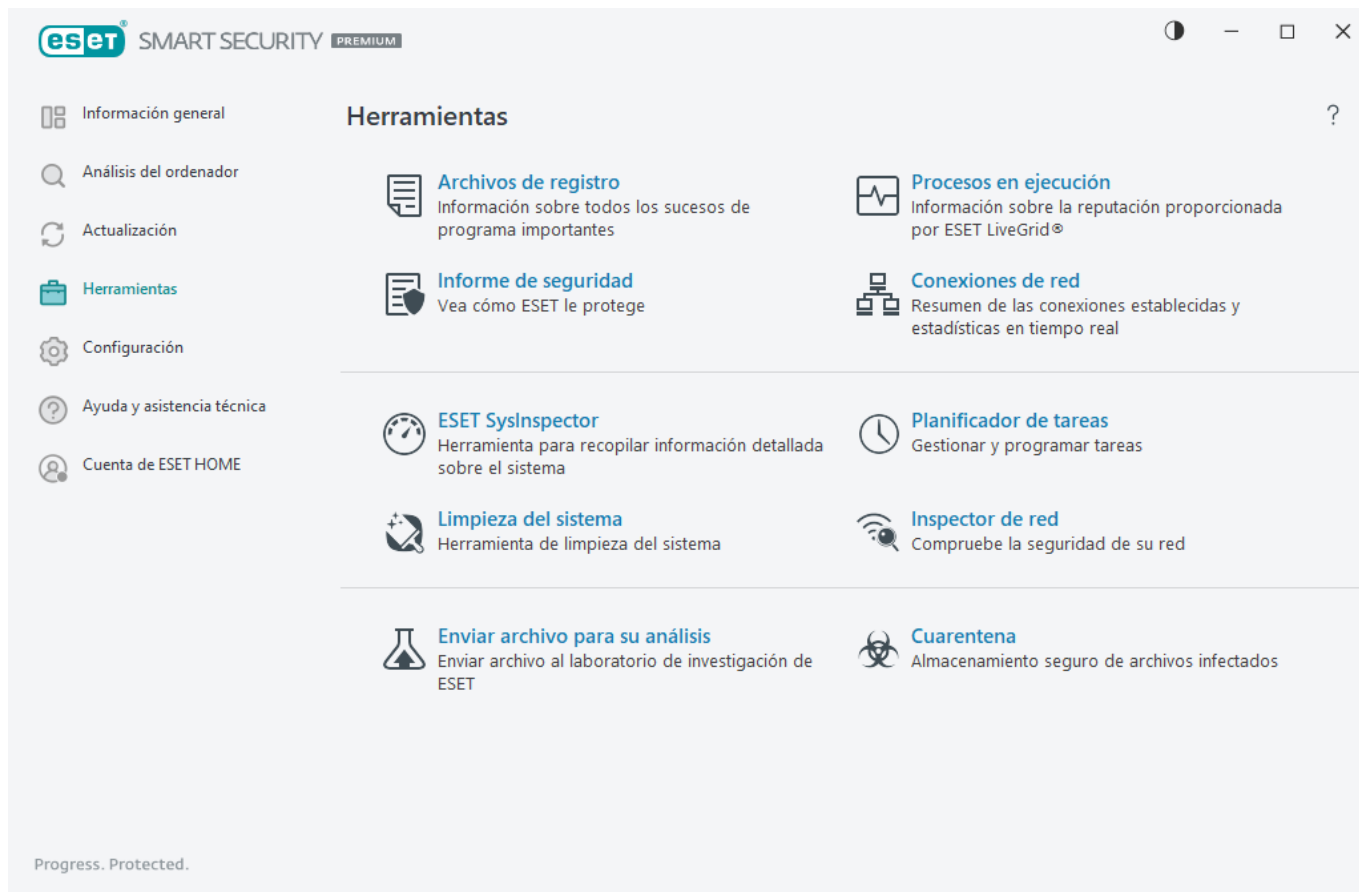 eset® SMART SECURITY PREMIUM
Información general
Análisis del ordenador
Actualización
Herramientas
Configuración
Ayuda y asistencia técnica
Cuenta de ESET HOME
Herramientas
?
Archivos de registro
Información sobre todos los sucesos de
programa importantes
Procesos en ejecución
Información sobre la reputación proporcionada
por ESET LiveGrid®
Informe de seguridad
Vea cómo ESET le protege
Conexiones de red
Resumen de las conexiones establecidas y
estadísticas en tiempo real
ESET SysInspector
Herramienta para recopilar información detallada
sobre el sistema
Planificador de tareas
Gestionar y programar tareas
Limpieza del sistema
Herramienta de limpieza del sistema
Inspector de red
Compruebe la seguridad de su red
Enviar archivo para su análisis
Enviar archivo al laboratorio de investigación de
ESET
Cuarentena
Almacenamiento seguro de archivos infectados
Progress. Protected.